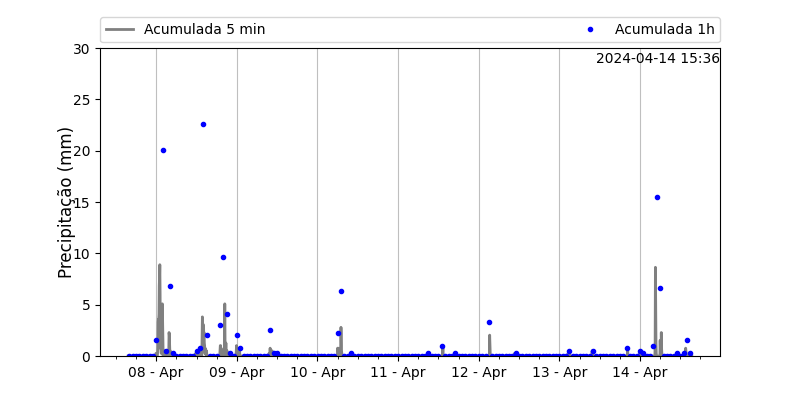 Acumulada 5 min
Acumulada 1h
2024-04-14 15:36
Precipitação (mm)
30
25
20
15
10
5
0
08 - Apr
09 - Apr
10 - Apr
11 - Apr
12 - Apr
13 - Apr
14 - Apr